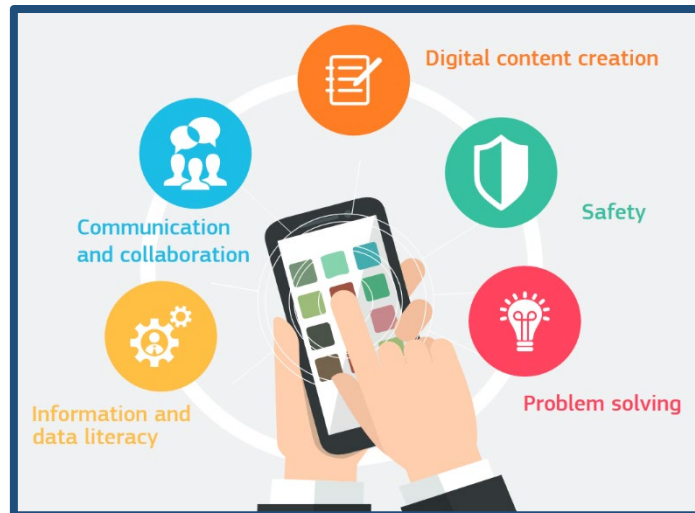 Digital content creation
Communication
and collaboration
Safety
Information and
data literacy
Problem solving